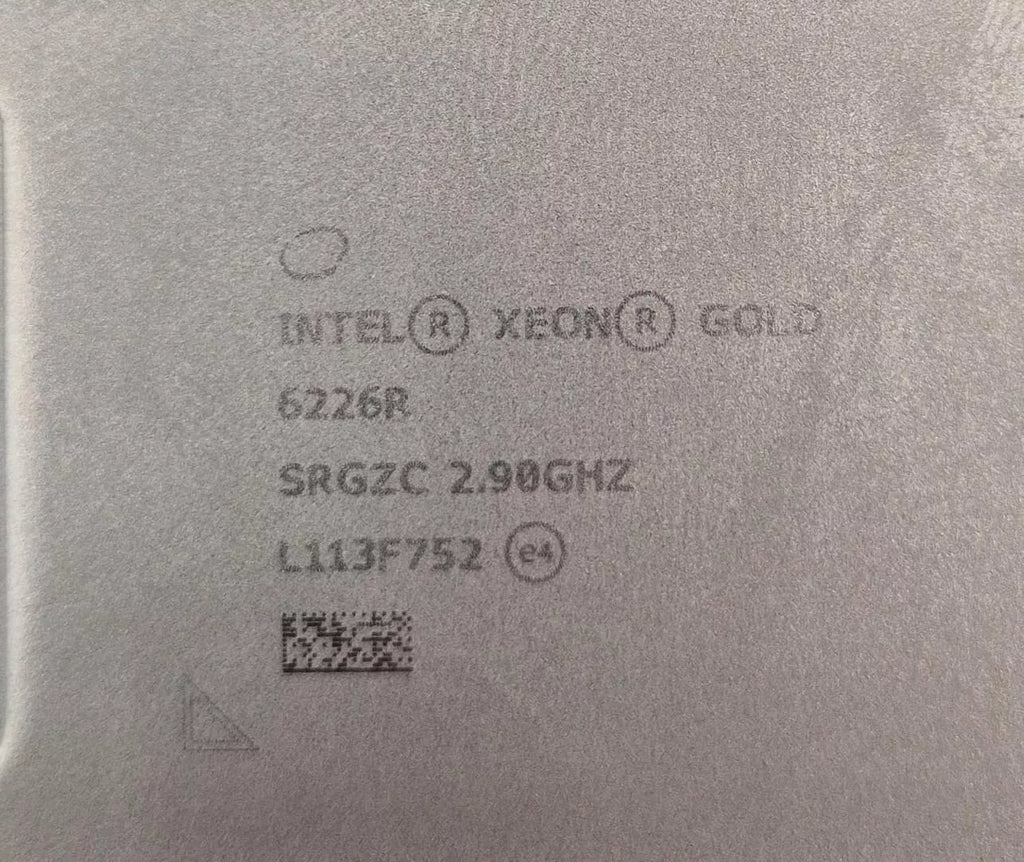 INTEL® XEON® GOLD
6226R
SRGZC 2.90GHZ
L113F752 e4